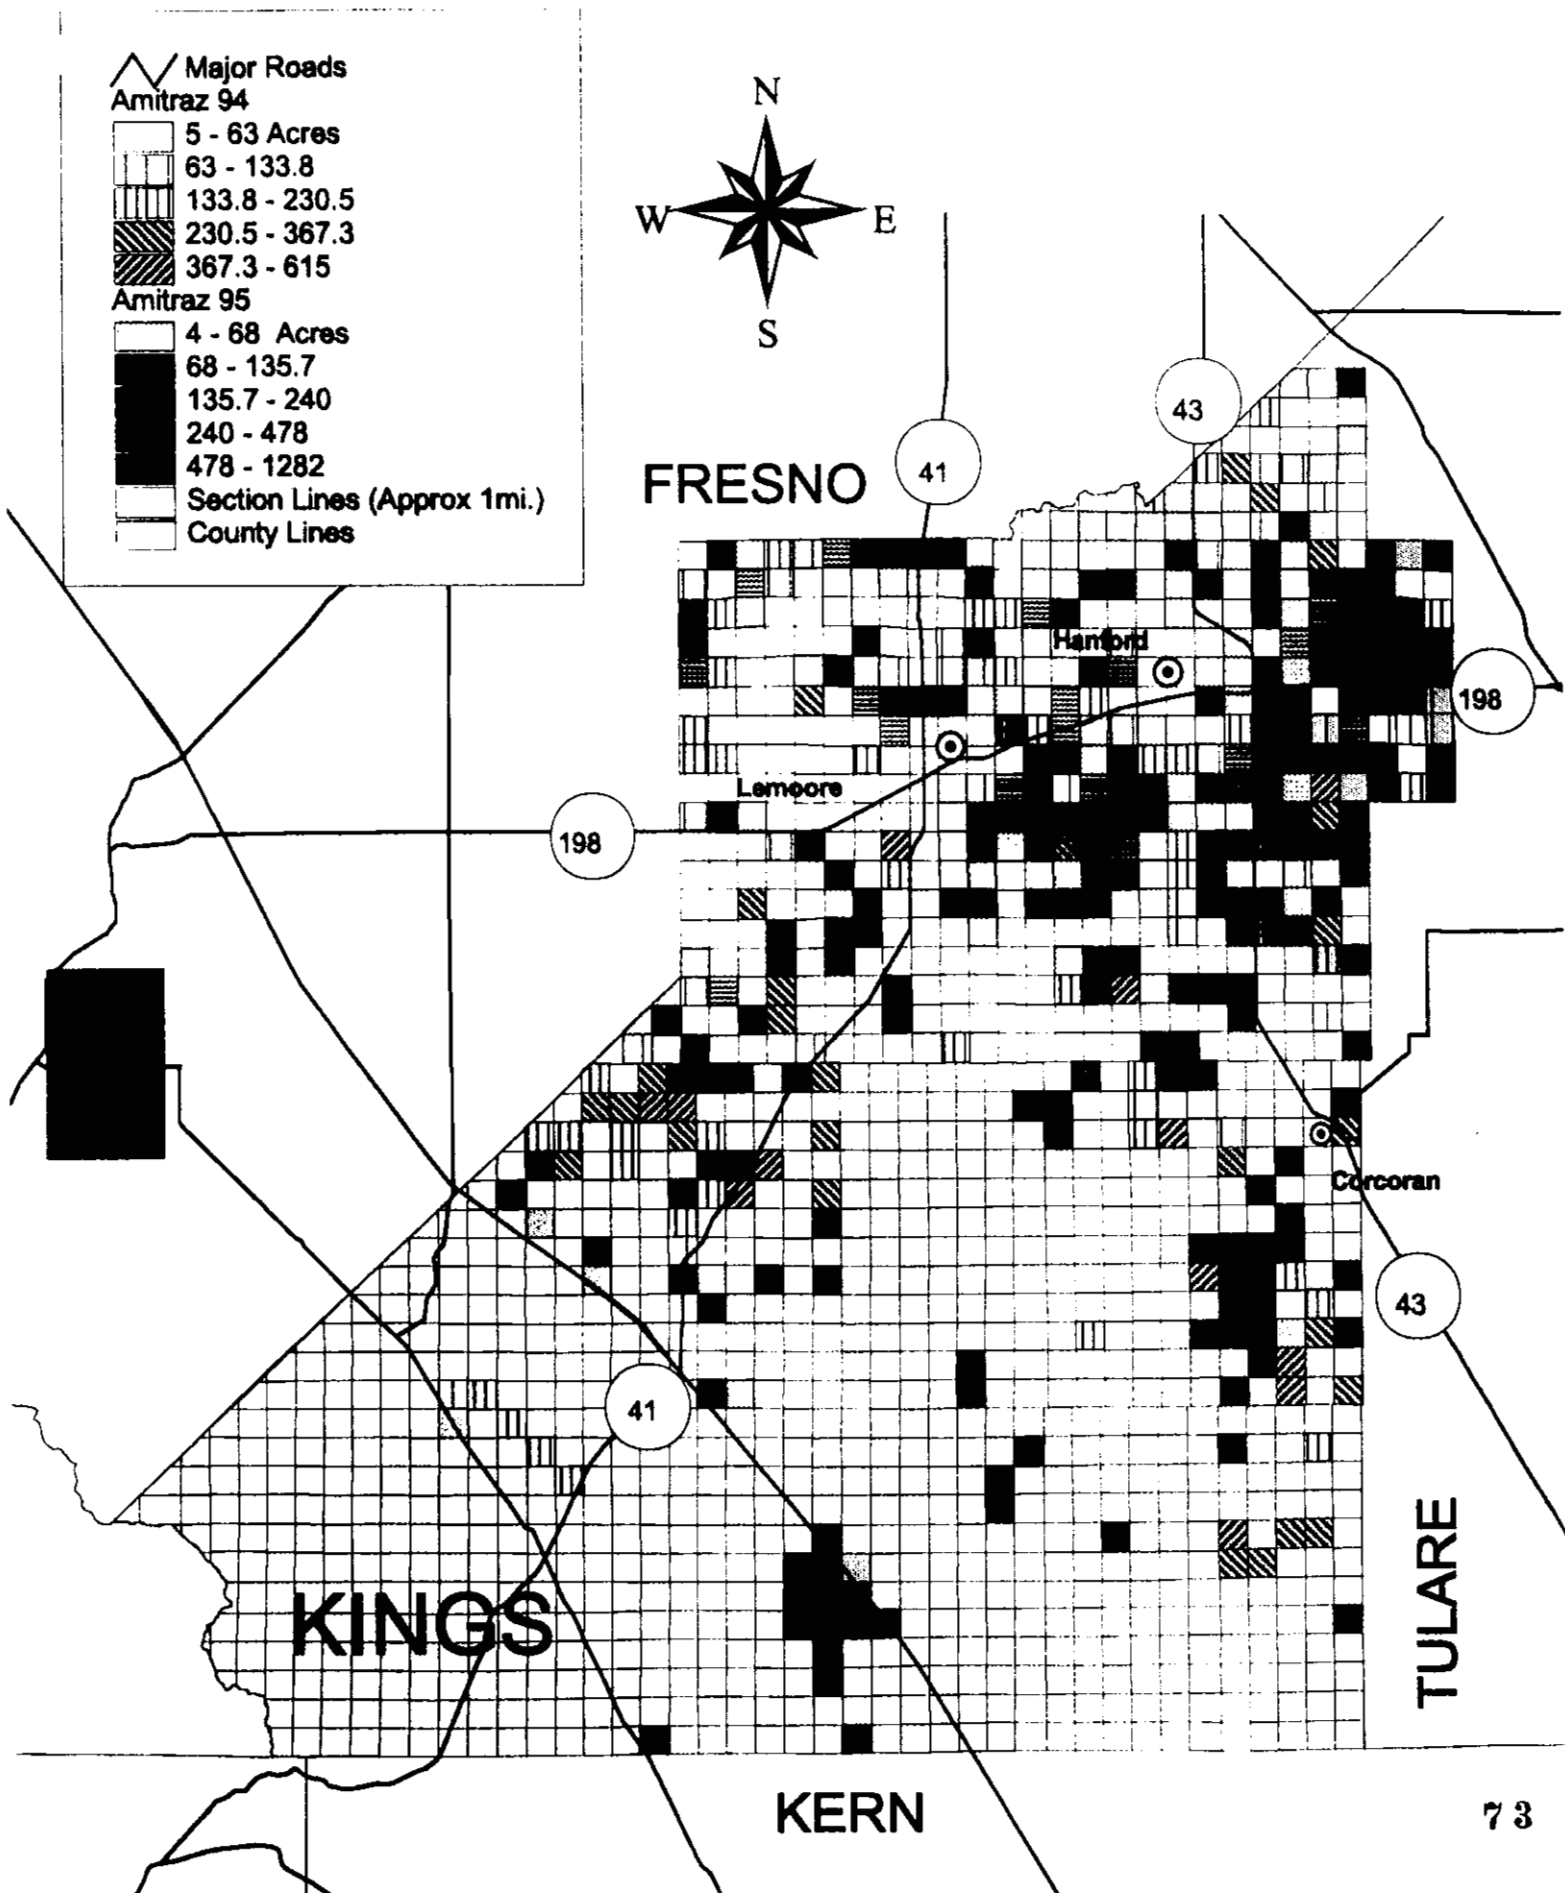 Major Roads
Amitraz 94
5 - 63 Acres
63 - 133.8
133.8 - 230.5
230.5 - 367.3
367.3 - 615
Amitraz 95
4 - 68 Acres
68 - 135.7
135.7 - 240
240 - 478
478 - 1282
Section Lines (Approx 1mi.)
County Lines
N
W
E
S
43
41
FRESNO
Hanford
198
Lemoore
198
Corcoran
43
41
KINGS
TULARE
KERN
73